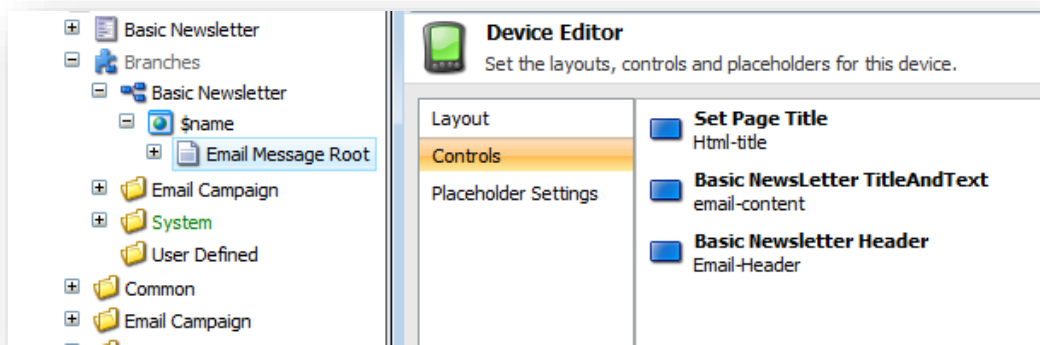 Basic Newsletter
Branches
Basic Newsletter
$name
Email Message Root
Email Campaign
System
User Defined
Common
Email Campaign
Device Editor
Set the layouts, controls and placeholders for this device.
Layout
Controls
Placeholder Settings
Set Page Title
Html-title
Basic NewsLetter TitleAndText
email-content
Basic Newsletter Header
Email-Header